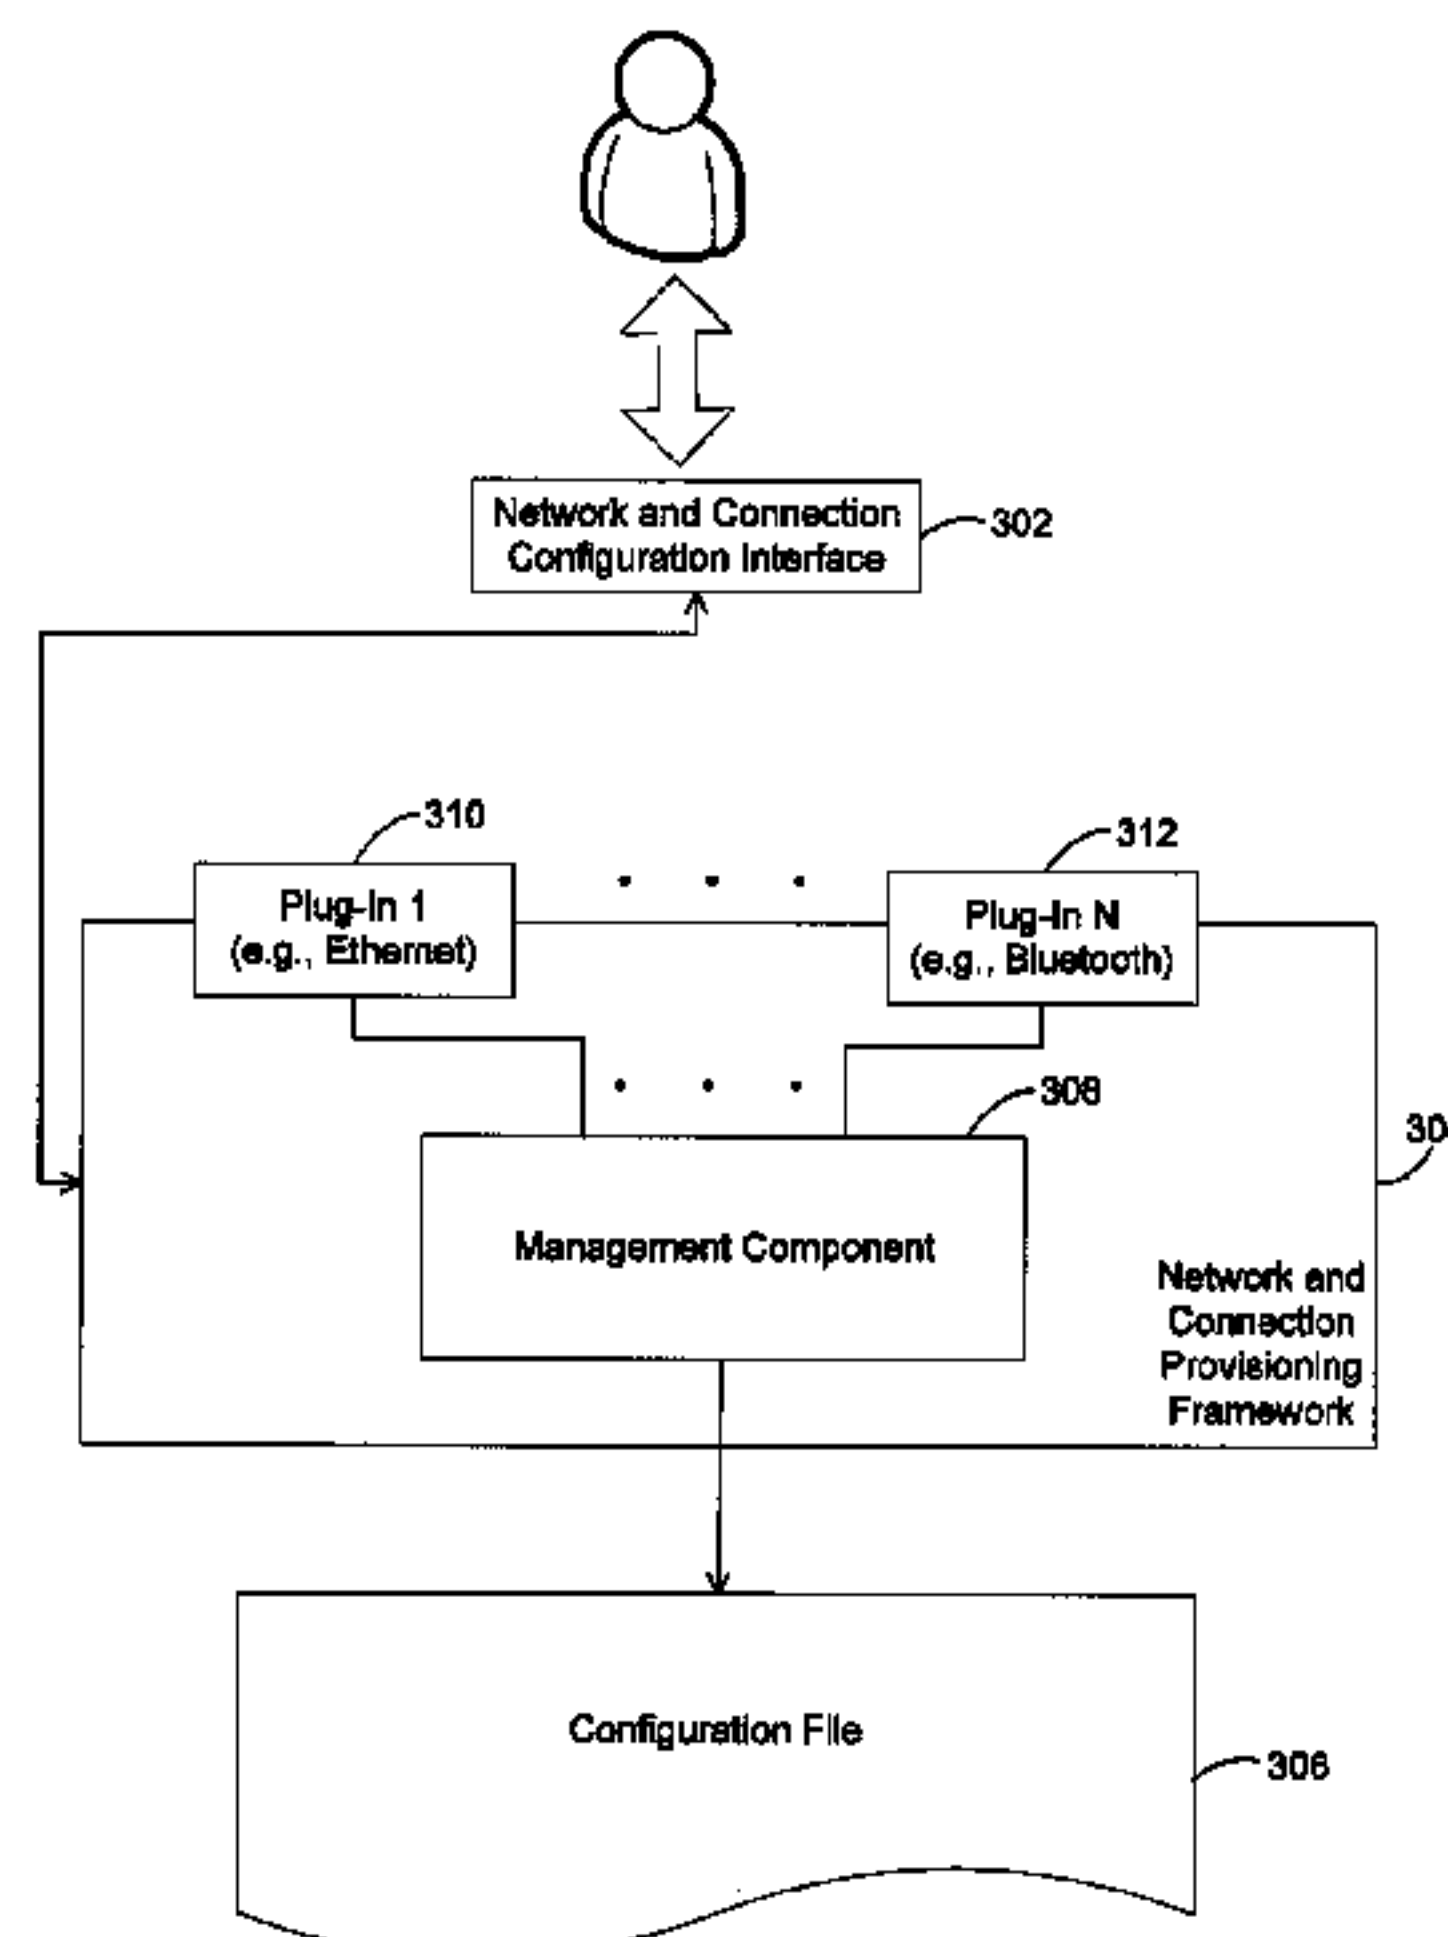 Network and Connection
Configuration Interface
302
310
312
Plug-In 1
(e.g., Ethernet)
Plug-In N
(e.g., Bluetooth)
308
30
Management Component
Network and
Connection
Provisioning
Framework
Configuration File
306